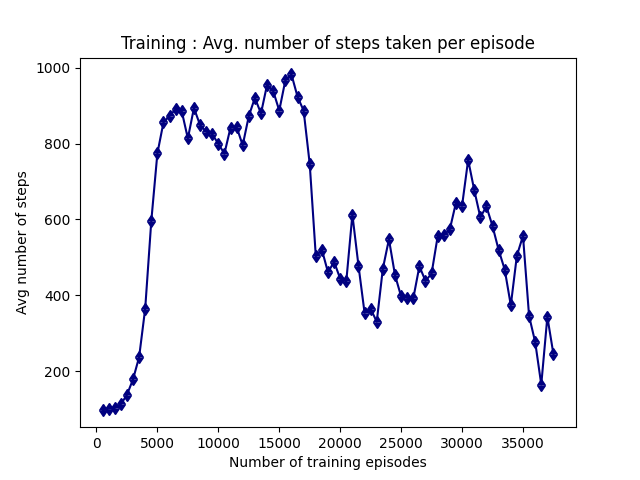 Training : Avg. number of steps taken per episode
1000
800
600
400
200
Avg number of steps
0 5000 10000 15000 20000 25000 30000 35000
Number of training episodes